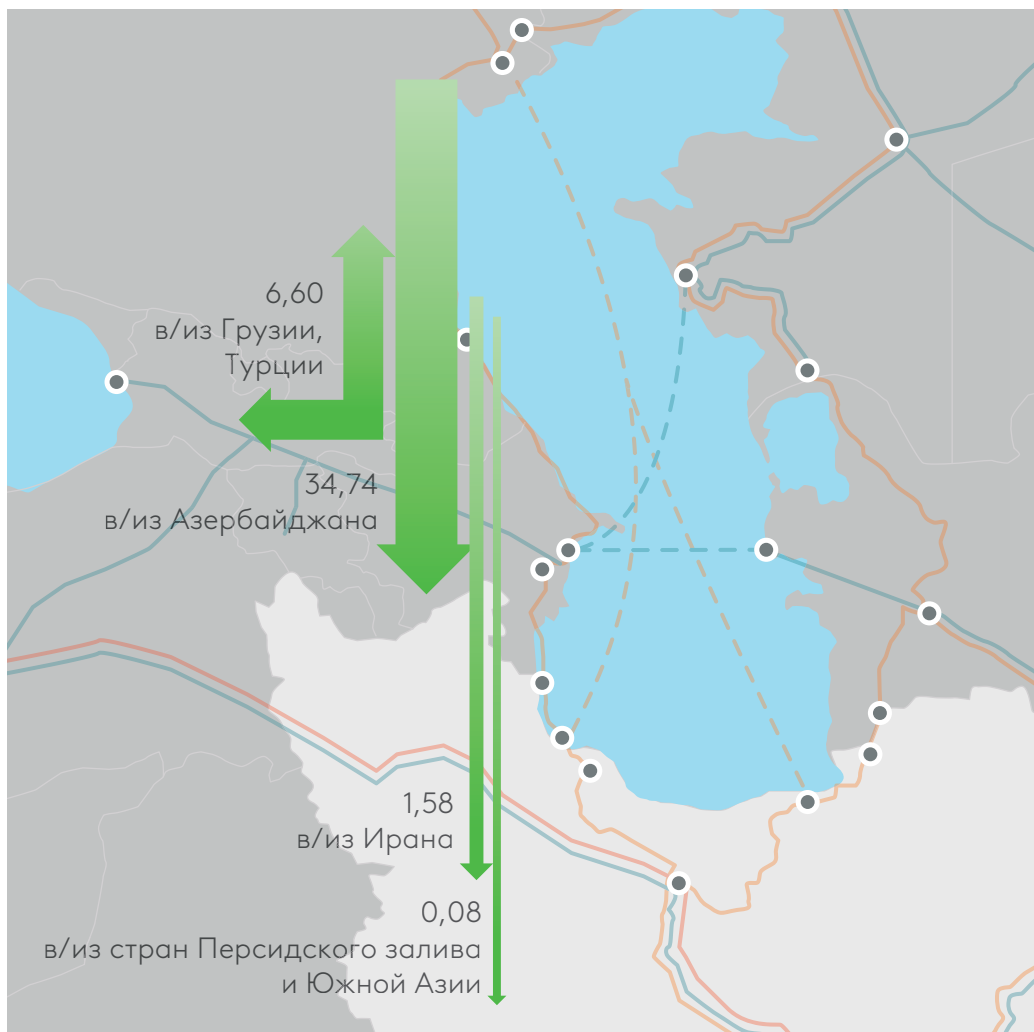 6,60
в/из Грузии,
Турции
34,74
в/из Азербайджана
1,58
в/из Ирана
0,08
в/из стран Персидского залива
и Южной Азии